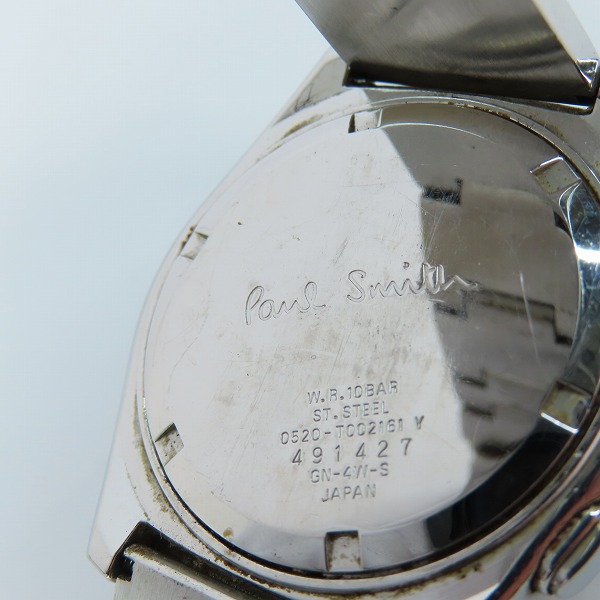 Paul Smith
W.R.10BAR
ST.STEEL
0520-T002161 Y
491427
GN-4W-S
JAPAN